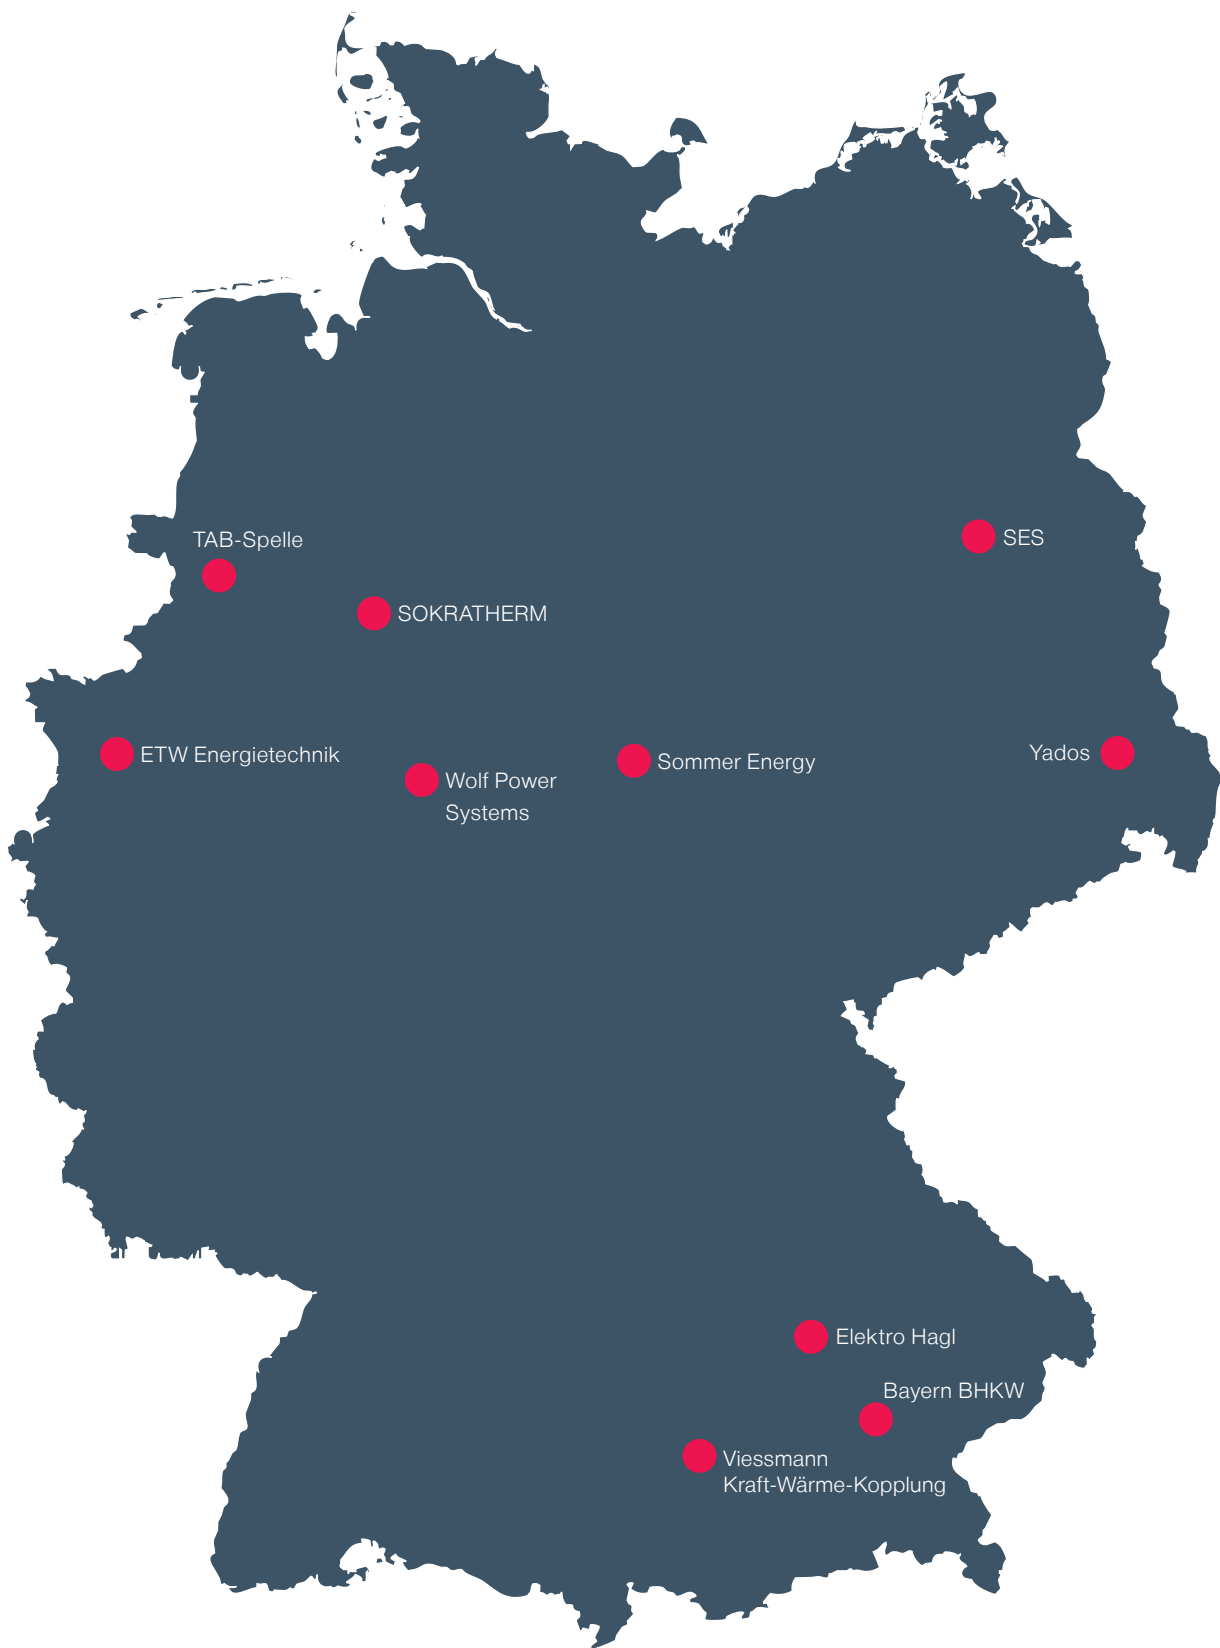 TAB-Spelle
SES
SOKRATHERM
ETW Energietechnik
Wolf Power
Systems
Sommer Energy
Yados
Elektro Hagl
Bayern BHKW
Viessmann
Kraft-Wärme-Kopplung